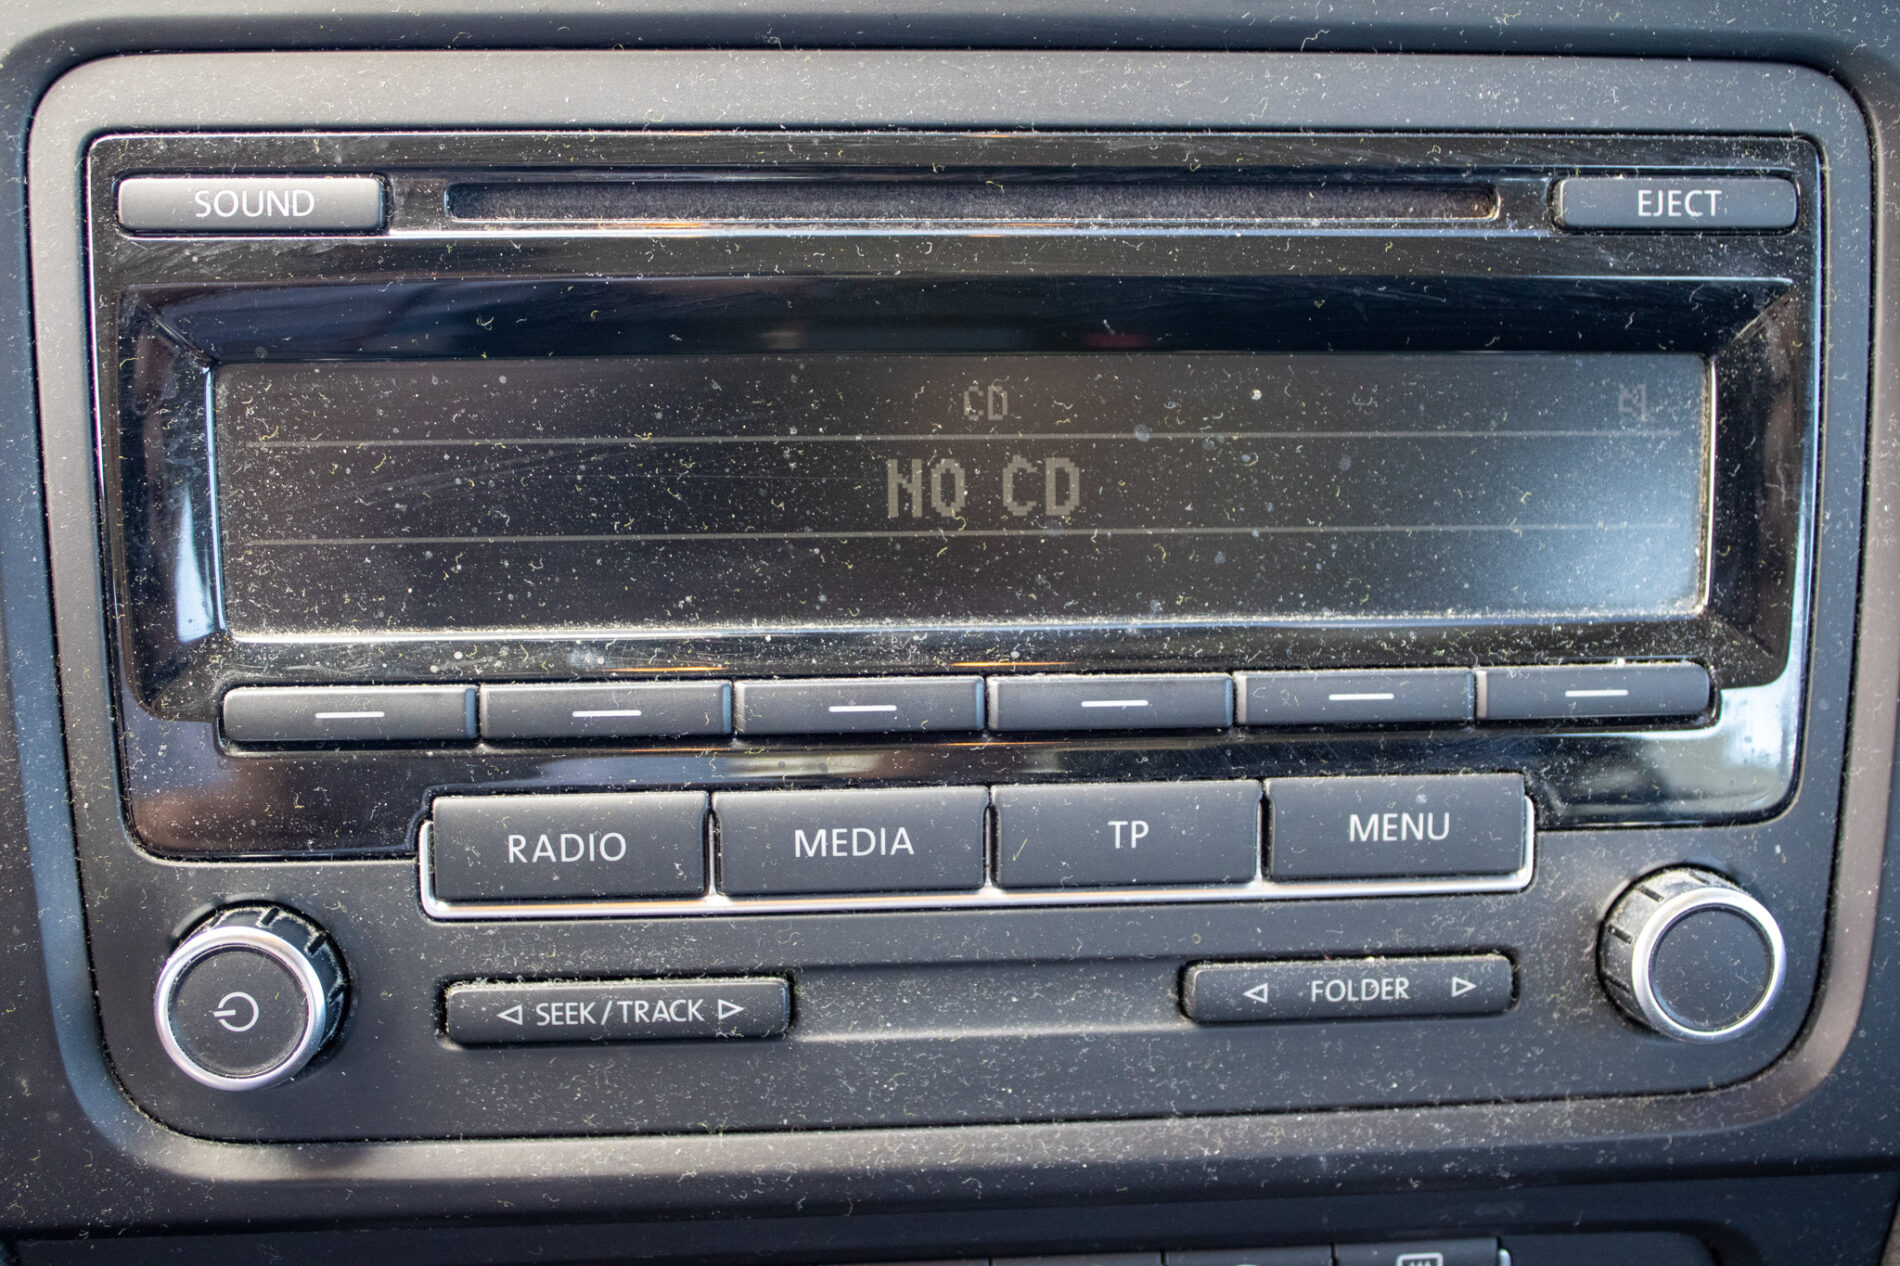 SOUND
EJECT
CD
NO CD
RADIO
MEDIA
TP
MENU
SEEK/TRACK
FOLDER